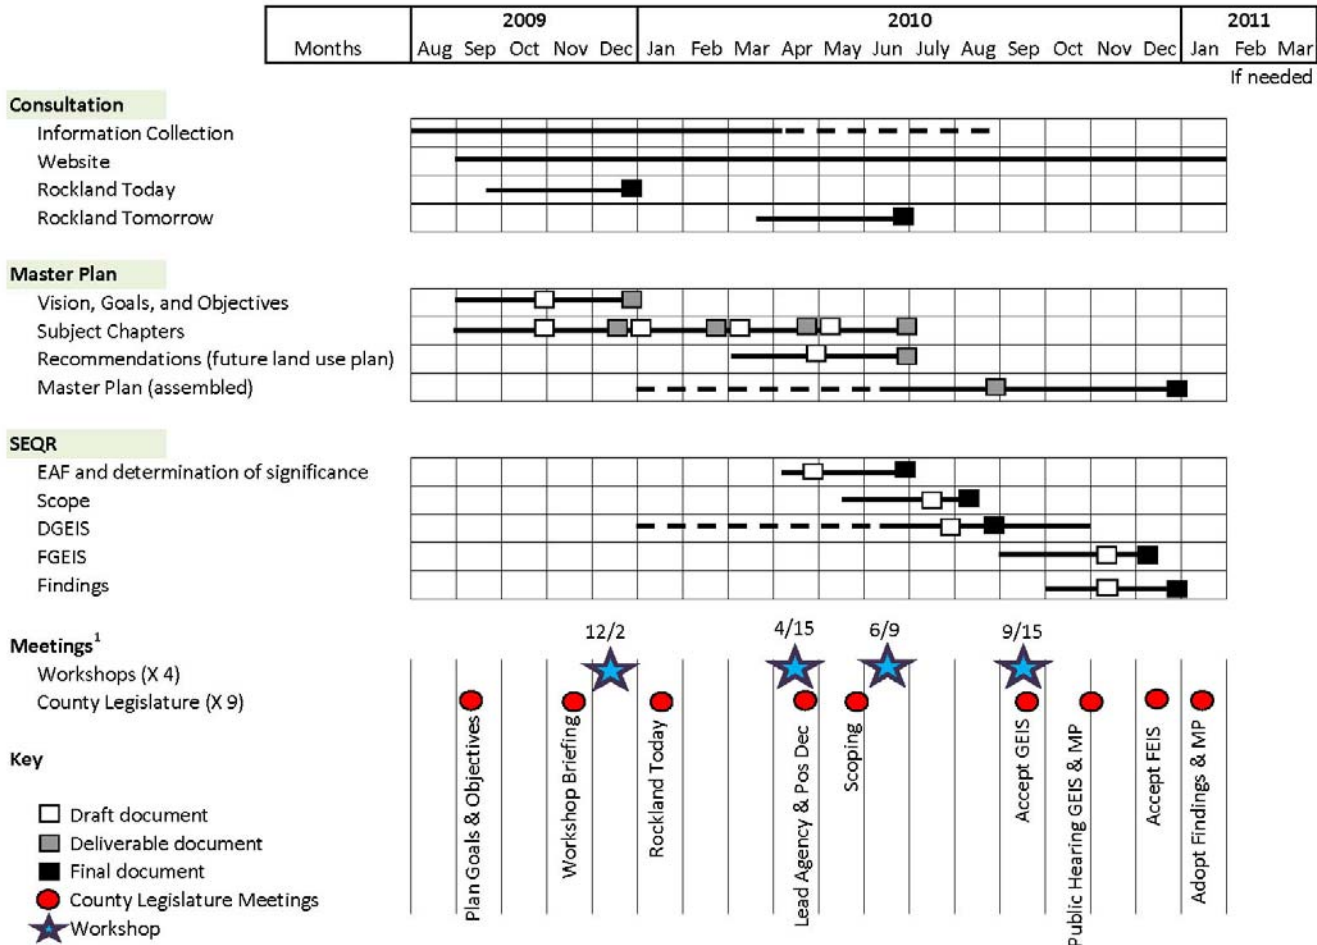 2009 2010 2011
Months Aug Sep Oct Nov Dec Jan Feb Mar Apr May Jun July Aug Sep Oct Nov Dec Jan Feb Mar
If needed
Consultation
Information Collection
Website
Rockland Today
Rockland Tomorrow
Master Plan
Vision, Goals, and Objectives
Subject Chapters
Recommendations (future land use plan)
Master Plan (assembled)
SEQR
EAF and determination of significance
Scope
DGEIS
FGEIS
Findings
12/2 4/15 6/9 9/15
Meetings¹
Workshops (X 4)
County Legislature (X 9)
Plan Goals & Objectives
Workshop Briefing
Rockland Today
Lead Agency & Pos Dec
Scoping
Accept GEIS
Public Hearing GEIS & MP
Accept FEIS
Adopt Findings & MP
Key
Draft document
Deliverable document
Final document
County Legislature Meetings
Workshop